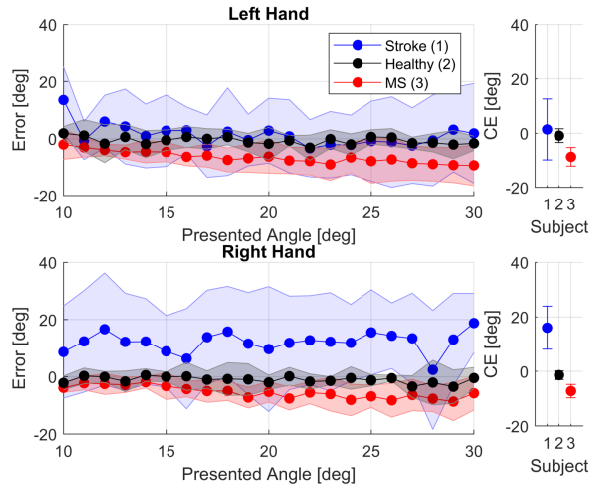 Left Hand
40
20
0
-20
Error [deg]
Stroke (1)
Healthy (2)
MS (3)
10
15
20
25
30
Presented Angle [deg]
40
20
0
-20
CE [deg]
1 2 3
Subject
Right Hand
40
20
0
-20
Error [deg]
10
15
20
25
30
Presented Angle [deg]
40
20
0
-20
CE [deg]
1 2 3
Subject